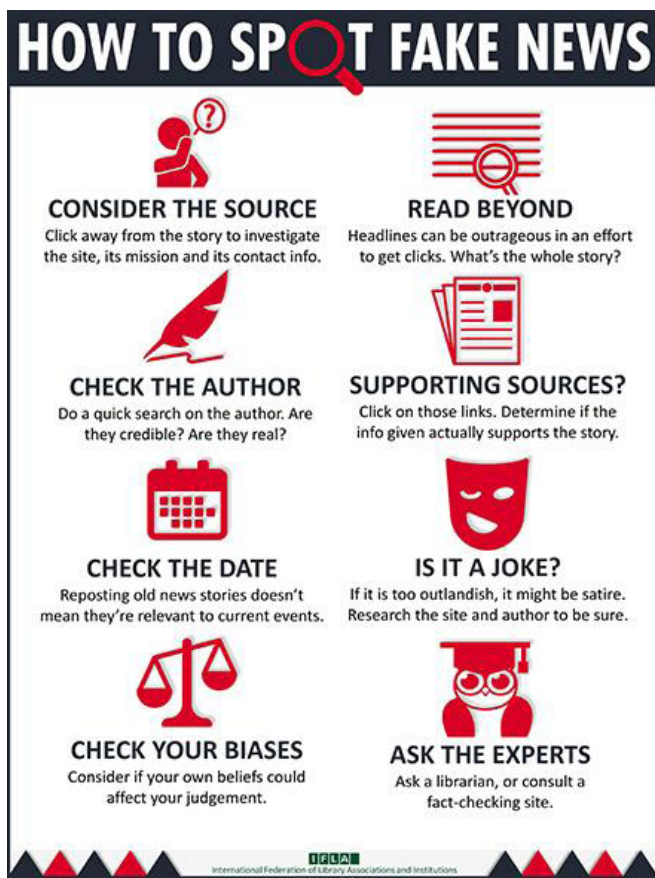 HOW TO SPOT FAKE NEWS
?
CONSIDER THE SOURCE
Click away from the story to investigate
the site, its mission and its contact info.
READ BEYOND
Headlines can be outrageous in an effort
to get clicks. What's the whole story?
CHECK THE AUTHOR
Do a quick search on the author. Are
they credible? Are they real?
SUPPORTING SOURCES?
Click on those links. Determine if the
info given actually supports the story.
CHECK THE DATE
Reposting old news stories doesn't
mean they're relevant to current events.
IS IT A JOKE?
If it is too outlandish, it might be satire.
Research the site and author to be sure.
CHECK YOUR BIASES
Consider if your own beliefs could
affect your judgement.
ASK THE EXPERTS
Ask a librarian, or consult a
fact-checking site.
IFLA
International Federation of Library Associations and Institutions